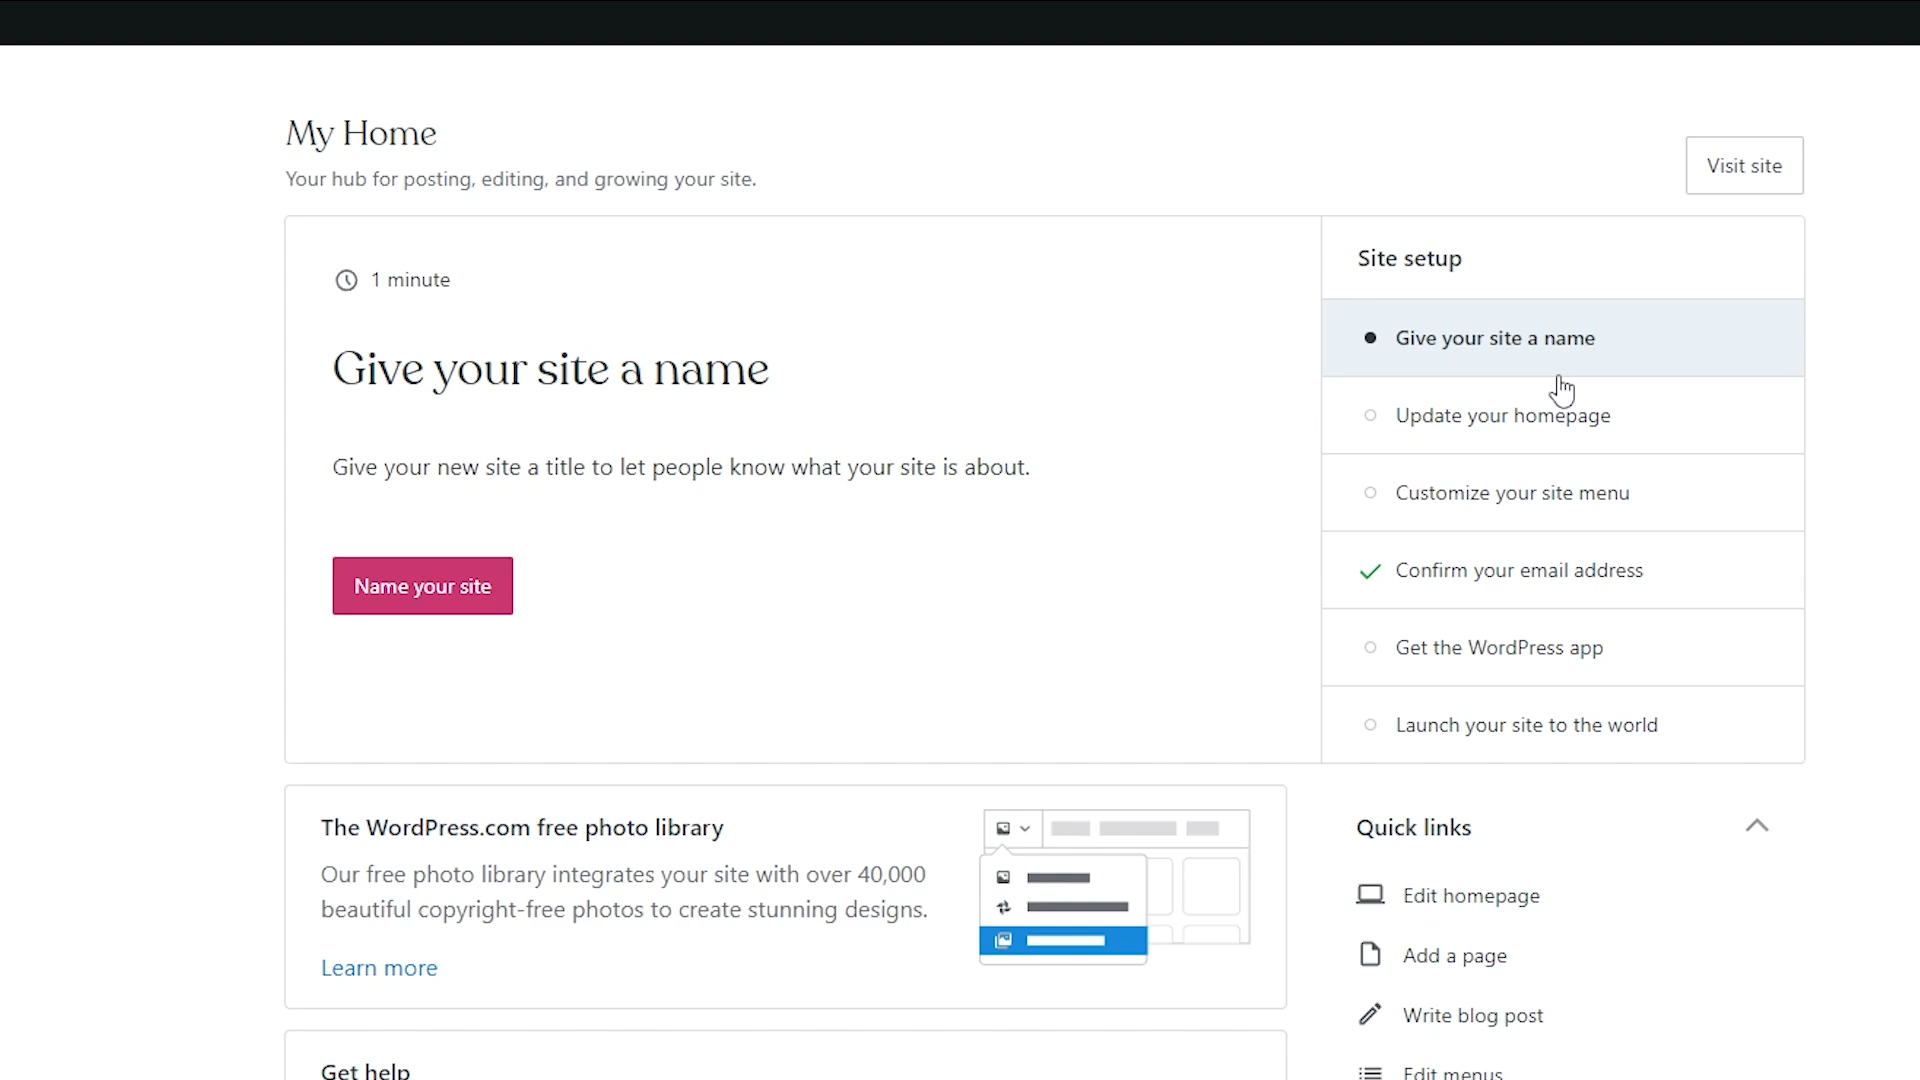 My Home
Your hub for posting, editing, and growing your site.
Visit site
1 minute
Give your site a name
Give your new site a title to let people know what your site is about.
Name your site
Site setup
Give your site a name
Update your homepage
Customize your site menu
Confirm your email address
Get the WordPress app
Launch your site to the world
The WordPress.com free photo library
Our free photo library integrates your site with over 40,000
beautiful copyright-free photos to create stunning designs.
Learn more
Quick links
Edit homepage
Add a page
Write blog post
Edit menus
Get help